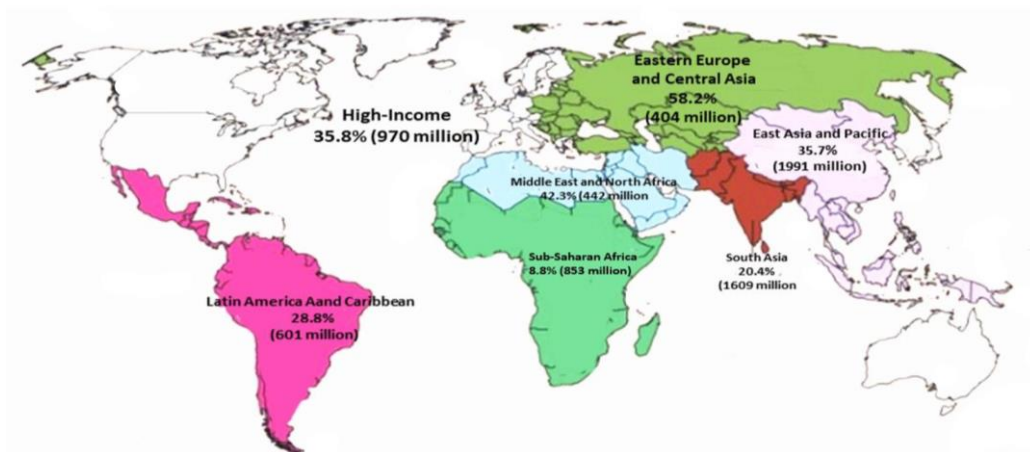 Eastern Europe
and Central Asia
58.2%
(404 million)
High-Income
35.8% (970 million)
East Asia and Pacific
35.7%
(1991 million)
Middle East and North Africa
42.3% (442 million
Sub-Saharan Africa
8.8% (853 million)
South Asia
20.4%
(1609 million
Latin America Aand Caribbean
28.8%
(601 million)